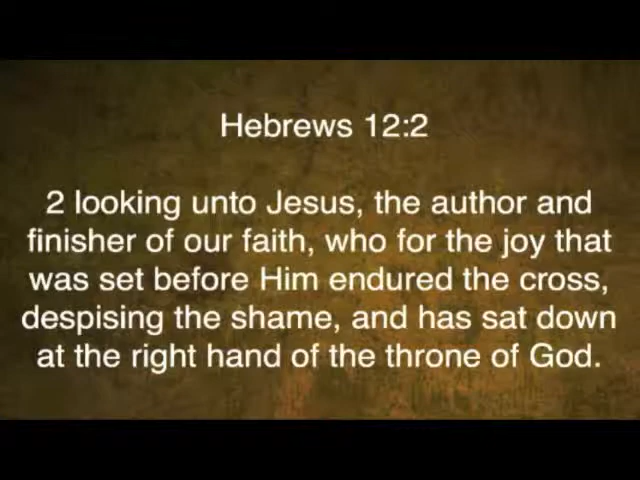 Hebrews 12:2
2 looking unto Jesus, the author and
finisher of our faith, who for the joy that
was set before Him endured the cross,
despising the shame, and has sat down
at the right hand of the throne of God.